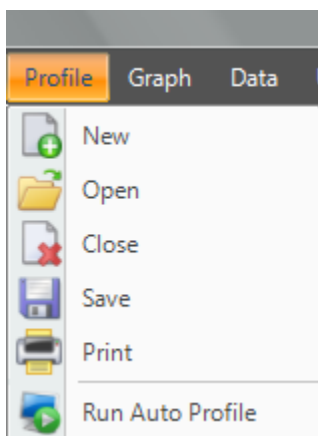 Profile Graph Data
New
Open
Close
Save
Print
Run Auto Profile